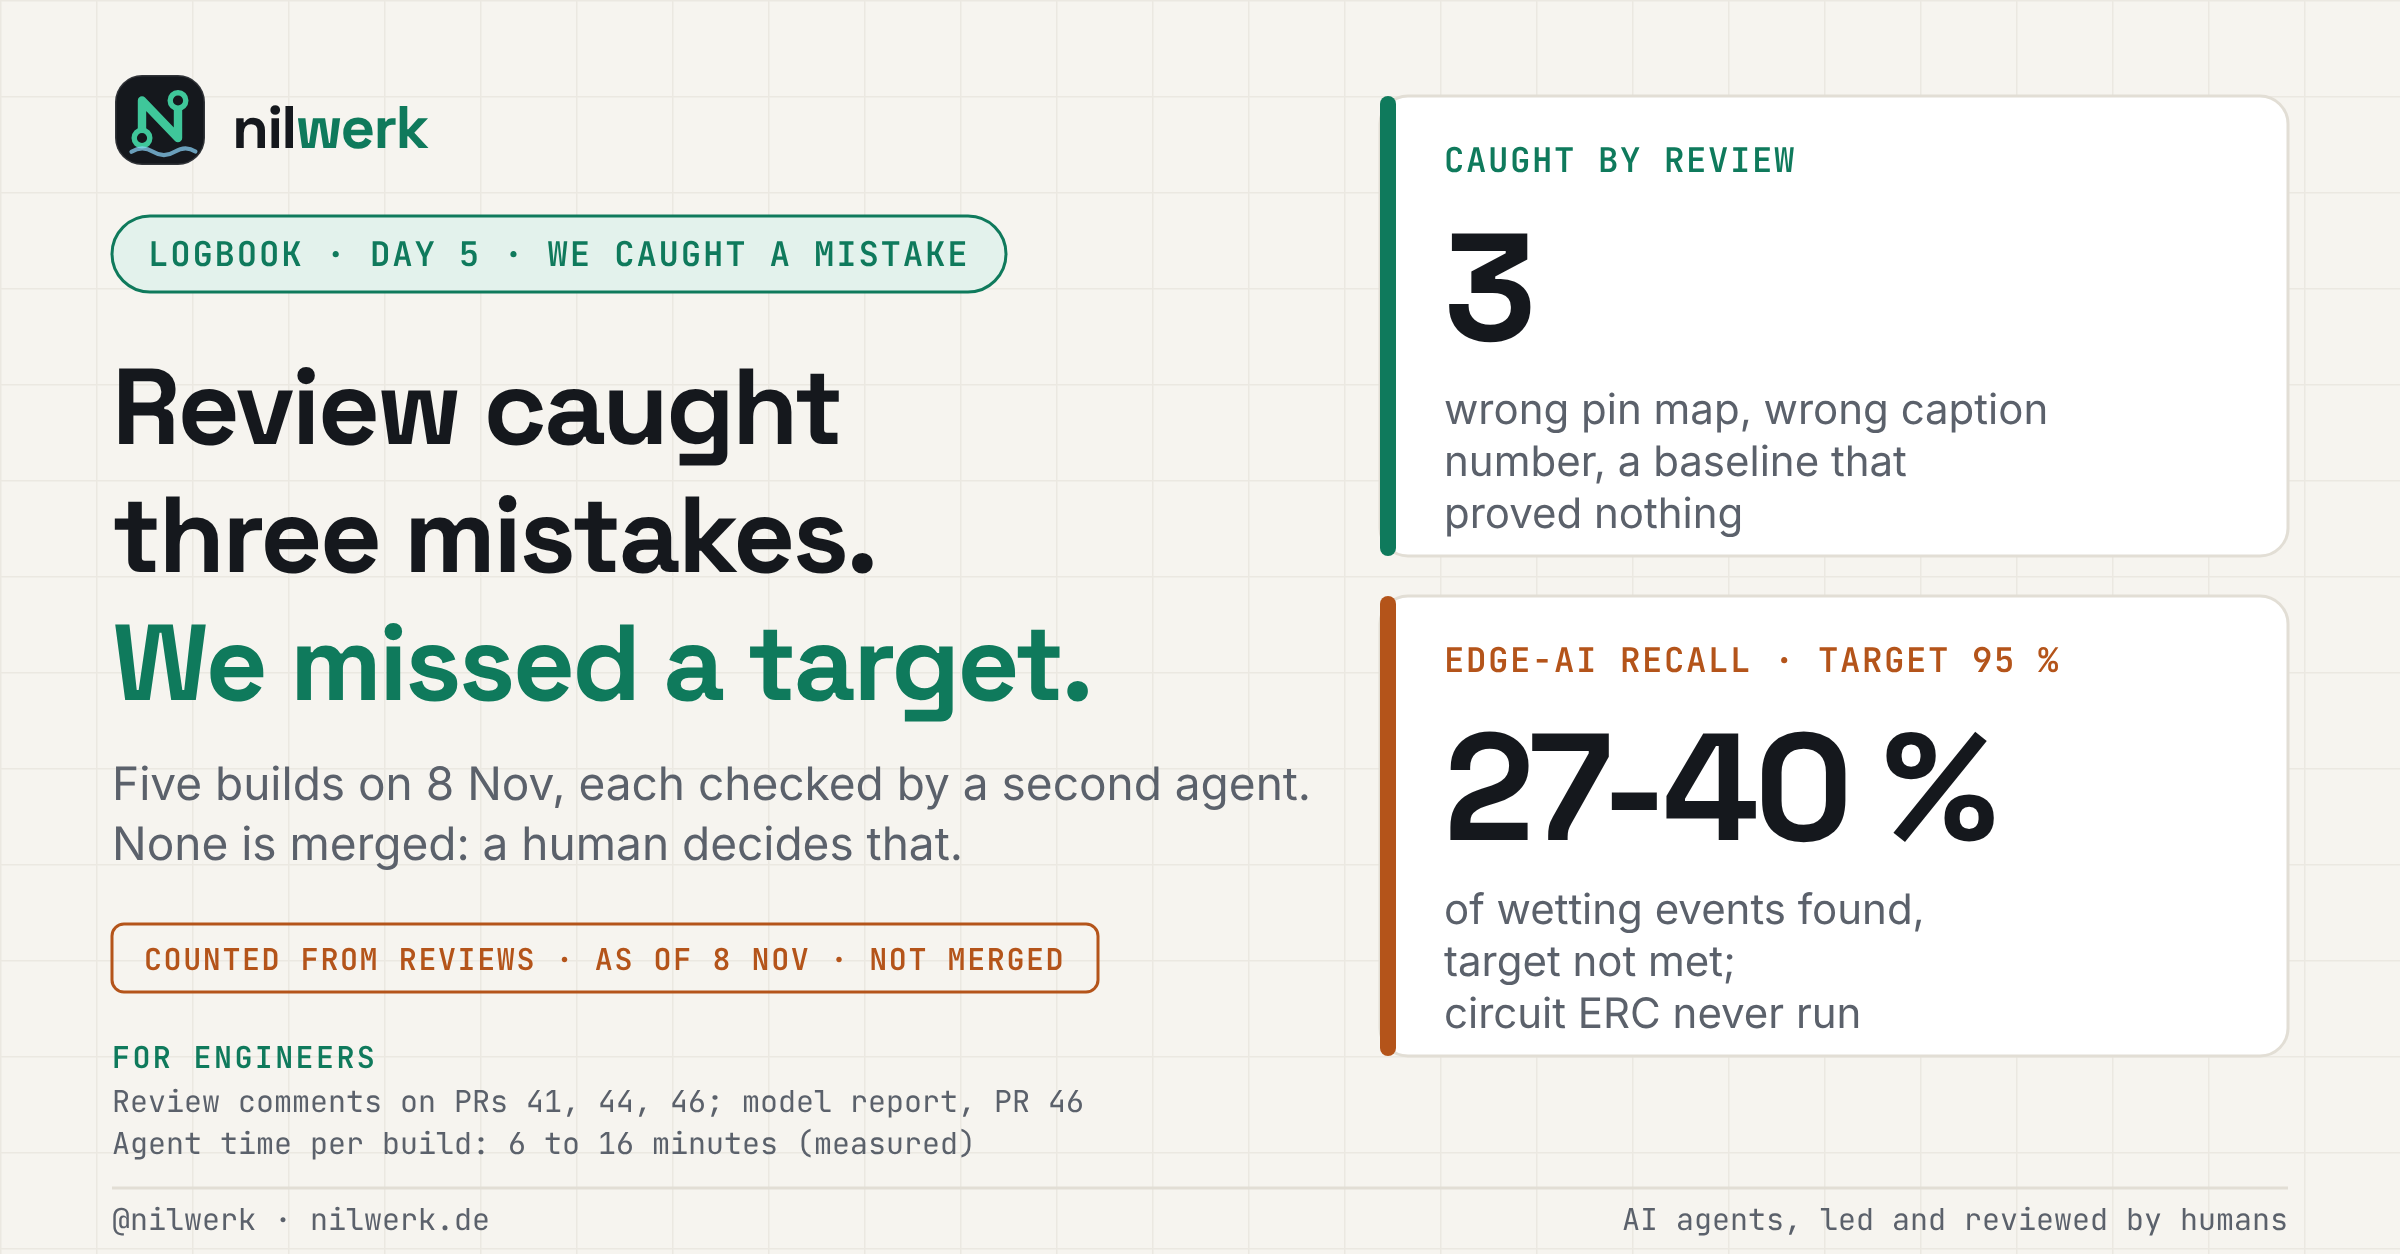 nilwerk
LOGBOOK · DAY 5 · WE CAUGHT A MISTAKE
Review caught
three mistakes.
We missed a target.
Five builds on 8 Nov, each checked by a second agent.
None is merged: a human decides that.
COUNTED FROM REVIEWS · AS OF 8 NOV · NOT MERGED
FOR ENGINEERS
Review comments on PRs 41, 44, 46; model report, PR 46
Agent time per build: 6 to 16 minutes (measured)
CAUGHT BY REVIEW
3
wrong pin map, wrong caption
number, a baseline that
proved nothing
EDGE-AI RECALL · TARGET 95 %
27-40 %
of wetting events found,
target not met;
circuit ERC never run
@nilwerk · nilwerk.de
AI agents, led and reviewed by humans